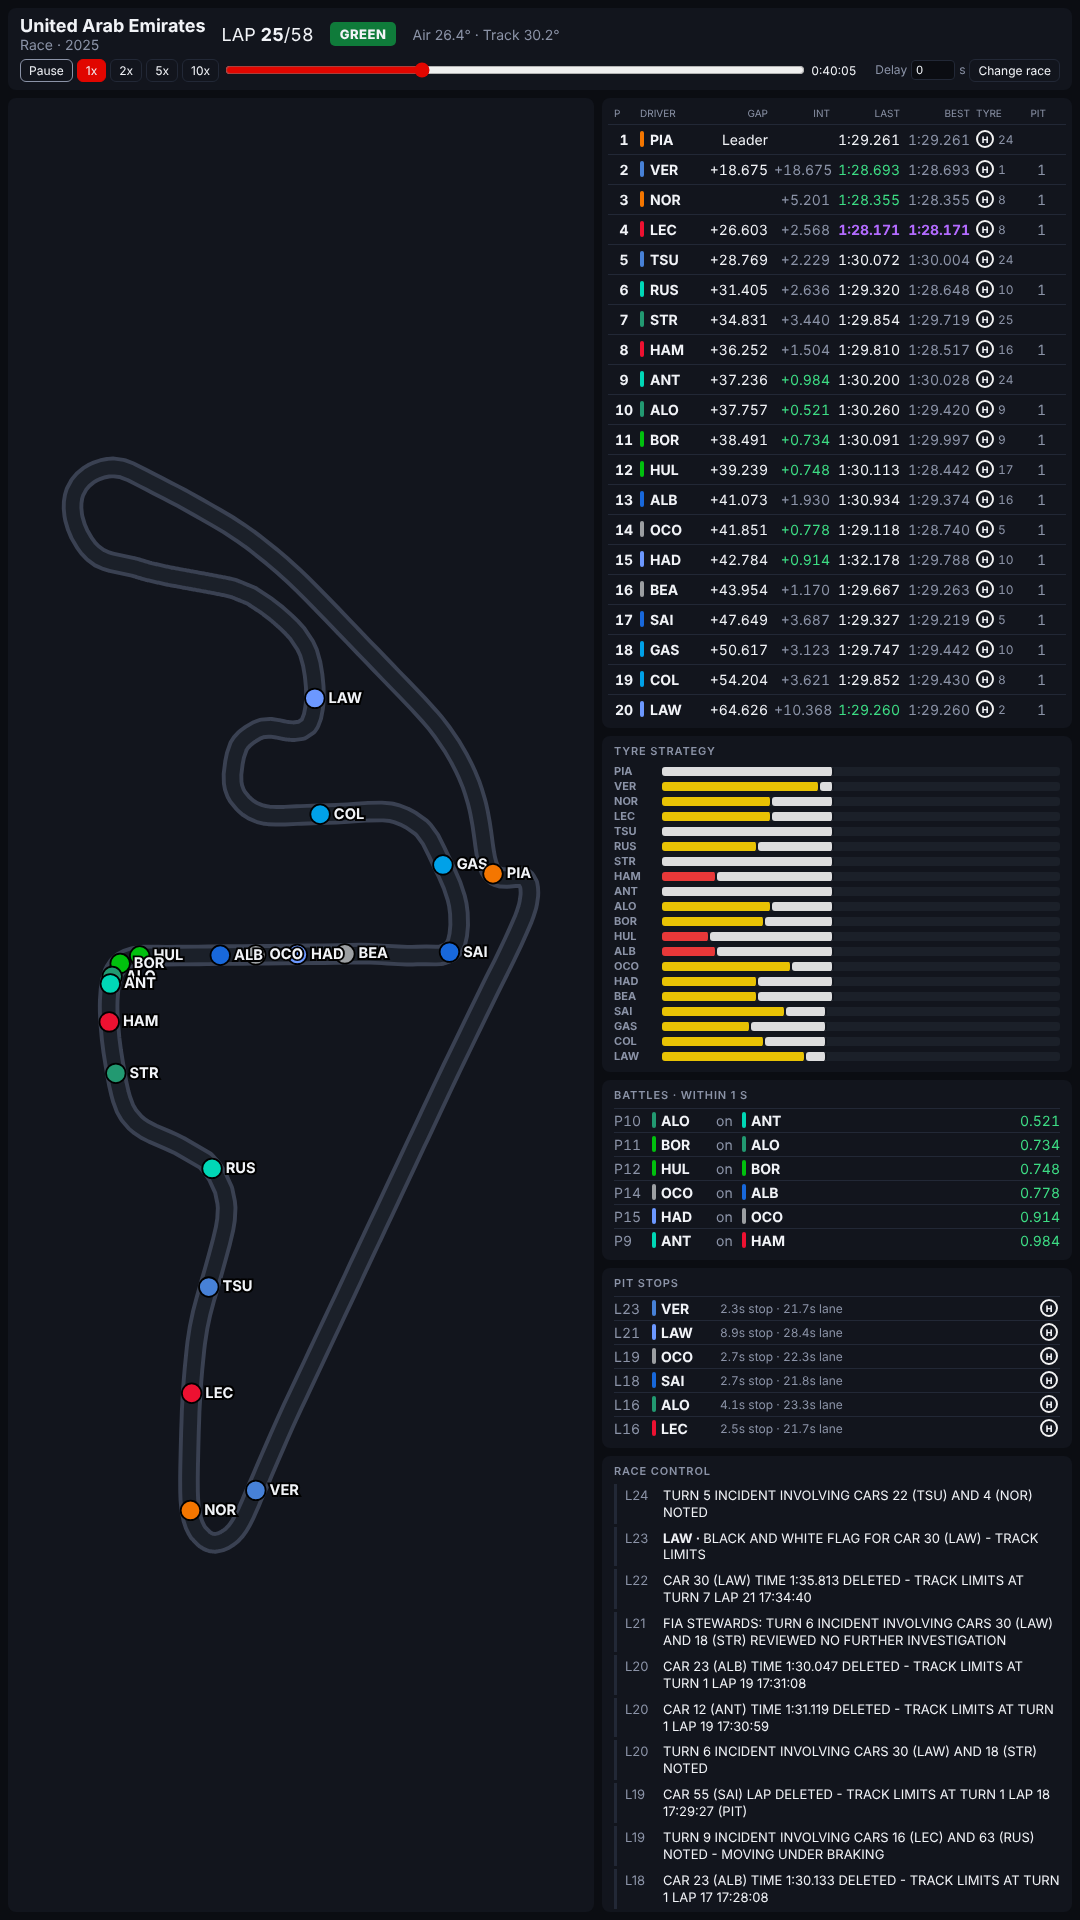 United Arab Emirates
Race · 2025
LAP 25/58
GREEN
Air 26.4° · Track 30.2°
Pause 1x 2x 5x 10x 0:40:05 Delay 0 s Change race
P DRIVER GAP INT LAST BEST TYRE PIT
1 PIA Leader 1:29.261 1:29.261 H 24
2 VER +18.675 +18.675 1:28.693 1:28.693 H 1 1
3 NOR +5.201 1:28.355 1:28.355 H 8 1
4 LEC +26.603 +2.568 1:28.171 1:28.171 H 8 1
5 TSU +28.769 +2.229 1:30.072 1:30.004 H 24
6 RUS +31.405 +2.636 1:29.320 1:28.648 H 10 1
7 STR +34.831 +3.440 1:29.854 1:29.719 H 25
8 HAM +36.252 +1.504 1:29.810 1:28.517 H 16 1
9 ANT +37.236 +0.984 1:30.200 1:30.028 H 24
10 ALO +37.757 +0.521 1:30.260 1:29.420 H 9 1
11 BOR +38.491 +0.734 1:30.091 1:29.997 H 9 1
12 HUL +39.239 +0.748 1:30.113 1:28.442 H 17 1
13 ALB +41.073 +1.930 1:30.934 1:29.374 H 16 1
14 OCO +41.851 +0.778 1:29.118 1:28.740 H 5 1
15 HAD +42.784 +0.914 1:32.178 1:29.788 H 10 1
16 BEA +43.954 +1.170 1:29.667 1:29.263 H 10 1
17 SAI +47.649 +3.687 1:29.327 1:29.219 H 5 1
18 GAS +50.617 +3.123 1:29.747 1:29.442 H 10 1
19 COL +54.204 +3.621 1:29.852 1:29.430 H 8 1
20 LAW +64.626 +10.368 1:29.260 1:29.260 H 2 1
LAW
COL
GAS
PIA
HUL
BOR
ALO
ANT
ALB
OCO
HAD
BEA
SAI
HAM
STR
RUS
TSU
LEC
VER
NOR
TYRE STRATEGY
PIA
VER
NOR
LEC
TSU
RUS
STR
HAM
ANT
ALO
BOR
HUL
ALB
OCO
HAD
BEA
SAI
GAS
COL
LAW
BATTLES · WITHIN 1 S
P10 ALO on ANT 0.521
P11 BOR on ALO 0.734
P12 HUL on BOR 0.748
P14 OCO on ALB 0.778
P15 HAD on OCO 0.914
P9 ANT on HAM 0.984
PIT STOPS
L23 VER 2.3s stop · 21.7s lane H
L21 LAW 8.9s stop · 28.4s lane H
L19 OCO 2.7s stop · 22.3s lane H
L18 SAI 2.7s stop · 21.8s lane H
L16 ALO 4.1s stop · 23.3s lane H
L16 LEC 2.5s stop · 21.7s lane H
RACE CONTROL
L24 TURN 5 INCIDENT INVOLVING CARS 22 (TSU) AND 4 (NOR)
NOTED
L23 LAW · BLACK AND WHITE FLAG FOR CAR 30 (LAW) - TRACK
LIMITS
L22 CAR 30 (LAW) TIME 1:35.813 DELETED - TRACK LIMITS AT
TURN 7 LAP 21 17:34:40
L21 FIA STEWARDS: TURN 6 INCIDENT INVOLVING CARS 30 (LAW)
AND 18 (STR) REVIEWED NO FURTHER INVESTIGATION
L20 CAR 23 (ALB) TIME 1:30.047 DELETED - TRACK LIMITS AT
TURN 1 LAP 19 17:31:08
L20 CAR 12 (ANT) TIME 1:31.119 DELETED - TRACK LIMITS AT TURN
1 LAP 19 17:30:59
L20 TURN 6 INCIDENT INVOLVING CARS 30 (LAW) AND 18 (STR)
NOTED
L19 CAR 55 (SAI) LAP DELETED - TRACK LIMITS AT TURN 1 LAP 18
17:29:27 (PIT)
L19 TURN 9 INCIDENT INVOLVING CARS 16 (LEC) AND 63 (RUS)
NOTED - MOVING UNDER BRAKING
L18 CAR 23 (ALB) TIME 1:30.133 DELETED - TRACK LIMITS AT TURN
1 LAP 17 17:28:08